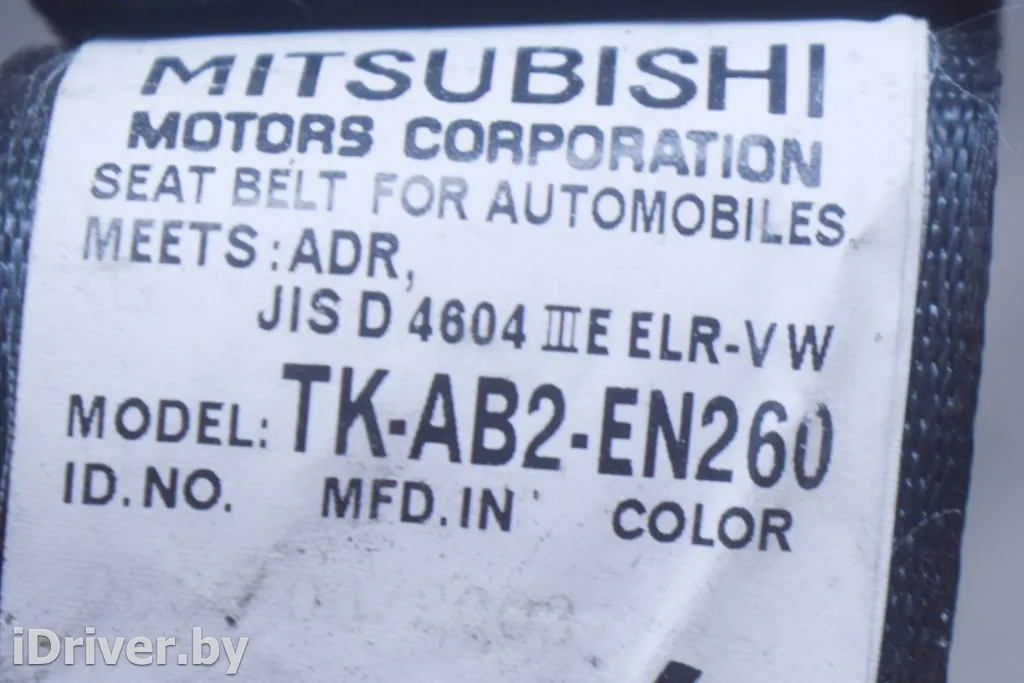 MITSUBISHI
MOTORS CORPORATION
SEAT BELT FOR AUTOMOBILES
MEETS: ADR,
JIS D 4604 IIIE ELR-VW
MODEL: TK-AB2-EN260
ID.NO. MFD.IN COLOR
iDriver.by